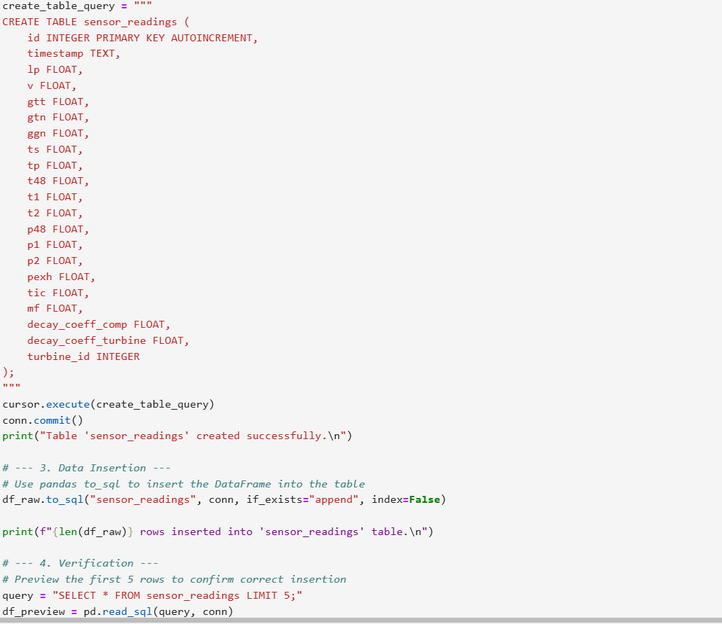 create_table_query = """
CREATE TABLE sensor_readings (
    id INTEGER PRIMARY KEY AUTOINCREMENT,
    timestamp TEXT,
    lp FLOAT,
    v FLOAT,
    gtt FLOAT,
    gtn FLOAT,
    ggn FLOAT,
    ts FLOAT,
    tp FLOAT,
    t48 FLOAT,
    t1 FLOAT,
    t2 FLOAT,
    p48 FLOAT,
    p1 FLOAT,
    p2 FLOAT,
    pexh FLOAT,
    tic FLOAT,
    mf FLOAT,
    decay_coeff_comp FLOAT,
    decay_coeff_turbine FLOAT,
    turbine_id INTEGER
);
"""
cursor.execute(create_table_query)
conn.commit()
print("Table 'sensor_readings' created successfully.\n")

# --- 3. Data Insertion ---
# Use pandas to_sql to insert the DataFrame into the table
df_raw.to_sql("sensor_readings", conn, if_exists="append", index=False)

print(f"{len(df_raw)} rows inserted into 'sensor_readings' table.\n")

# --- 4. Verification ---
# Preview the first 5 rows to confirm correct insertion
query = "SELECT * FROM sensor_readings LIMIT 5;"
df_preview = pd.read_sql(query, conn)